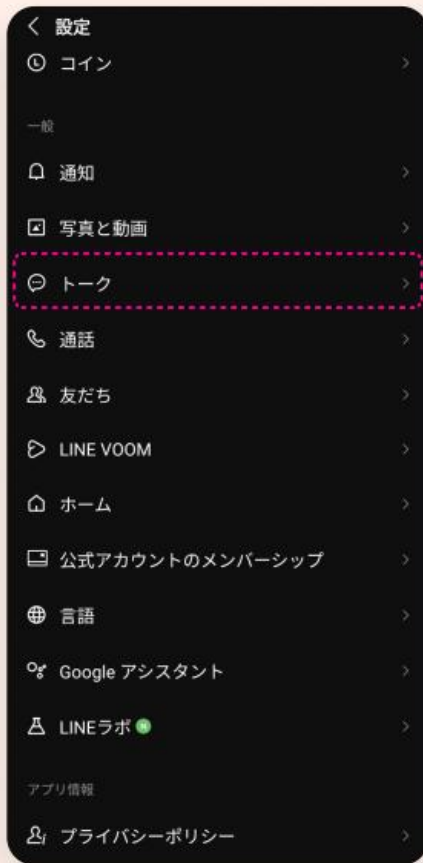 設定
コイン
一般
通知
写真と動画
トーク
通話
友だち
LINE VOOM
ホーム
公式アカウントのメンバーシップ
言語
Google アシスタント
LINEラボ N
アプリ情報
プライバシーポリシー